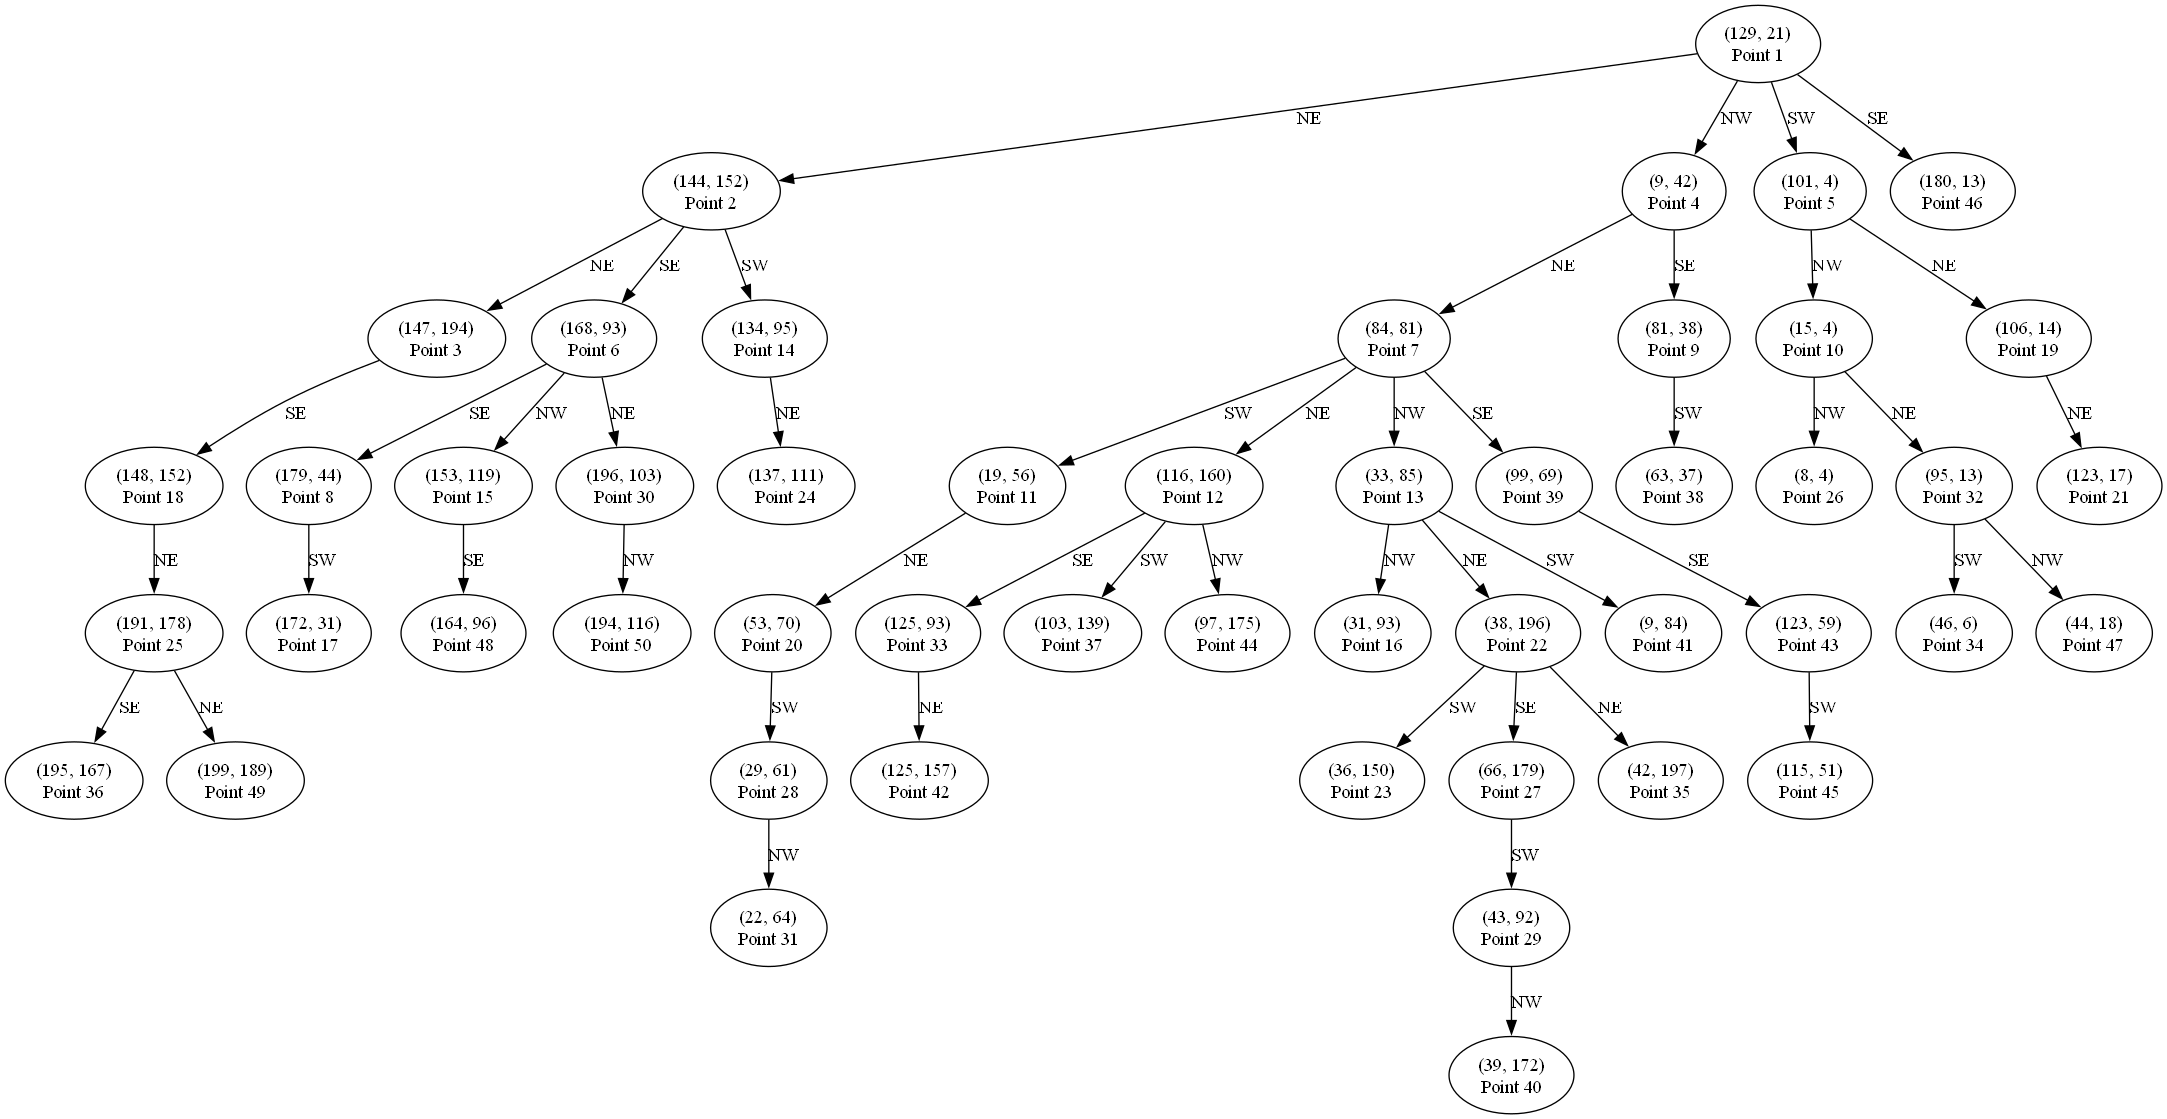 (129, 21)
Point 1
NE
NW
SW
SE
(144, 152)
Point 2
(9, 42)
Point 4
(101, 4)
Point 5
(180, 13)
Point 46
NE
SE
SW
NE
SE
NW
NE
(147, 194)
Point 3
(168, 93)
Point 6
(134, 95)
Point 14
(84, 81)
Point 7
(81, 38)
Point 9
(15, 4)
Point 10
(106, 14)
Point 19
SE
SE
NW
NE
NE
SW
NE
NW
SE
SW
NW
NE
NE
(148, 152)
Point 18
(179, 44)
Point 8
(153, 119)
Point 15
(196, 103)
Point 30
(137, 111)
Point 24
(19, 56)
Point 11
(116, 160)
Point 12
(33, 85)
Point 13
(99, 69)
Point 39
(63, 37)
Point 38
(8, 4)
Point 26
(95, 13)
Point 32
(123, 17)
Point 21
NE
SW
SE
NW
NE
SE
SW
NW
NW
NE
SW
SE
SW
NW
(191, 178)
Point 25
(172, 31)
Point 17
(164, 96)
Point 48
(194, 116)
Point 50
(53, 70)
Point 20
(125, 93)
Point 33
(103, 139)
Point 37
(97, 175)
Point 44
(31, 93)
Point 16
(38, 196)
Point 22
(9, 84)
Point 41
(123, 59)
Point 43
(46, 6)
Point 34
(44, 18)
Point 47
SE
NE
SW
NE
SW
SE
NE
SW
(195, 167)
Point 36
(199, 189)
Point 49
(29, 61)
Point 28
(125, 157)
Point 42
(36, 150)
Point 23
(66, 179)
Point 27
(42, 197)
Point 35
(115, 51)
Point 45
NW
SW
(22, 64)
Point 31
(43, 92)
Point 29
NW
(39, 172)
Point 40